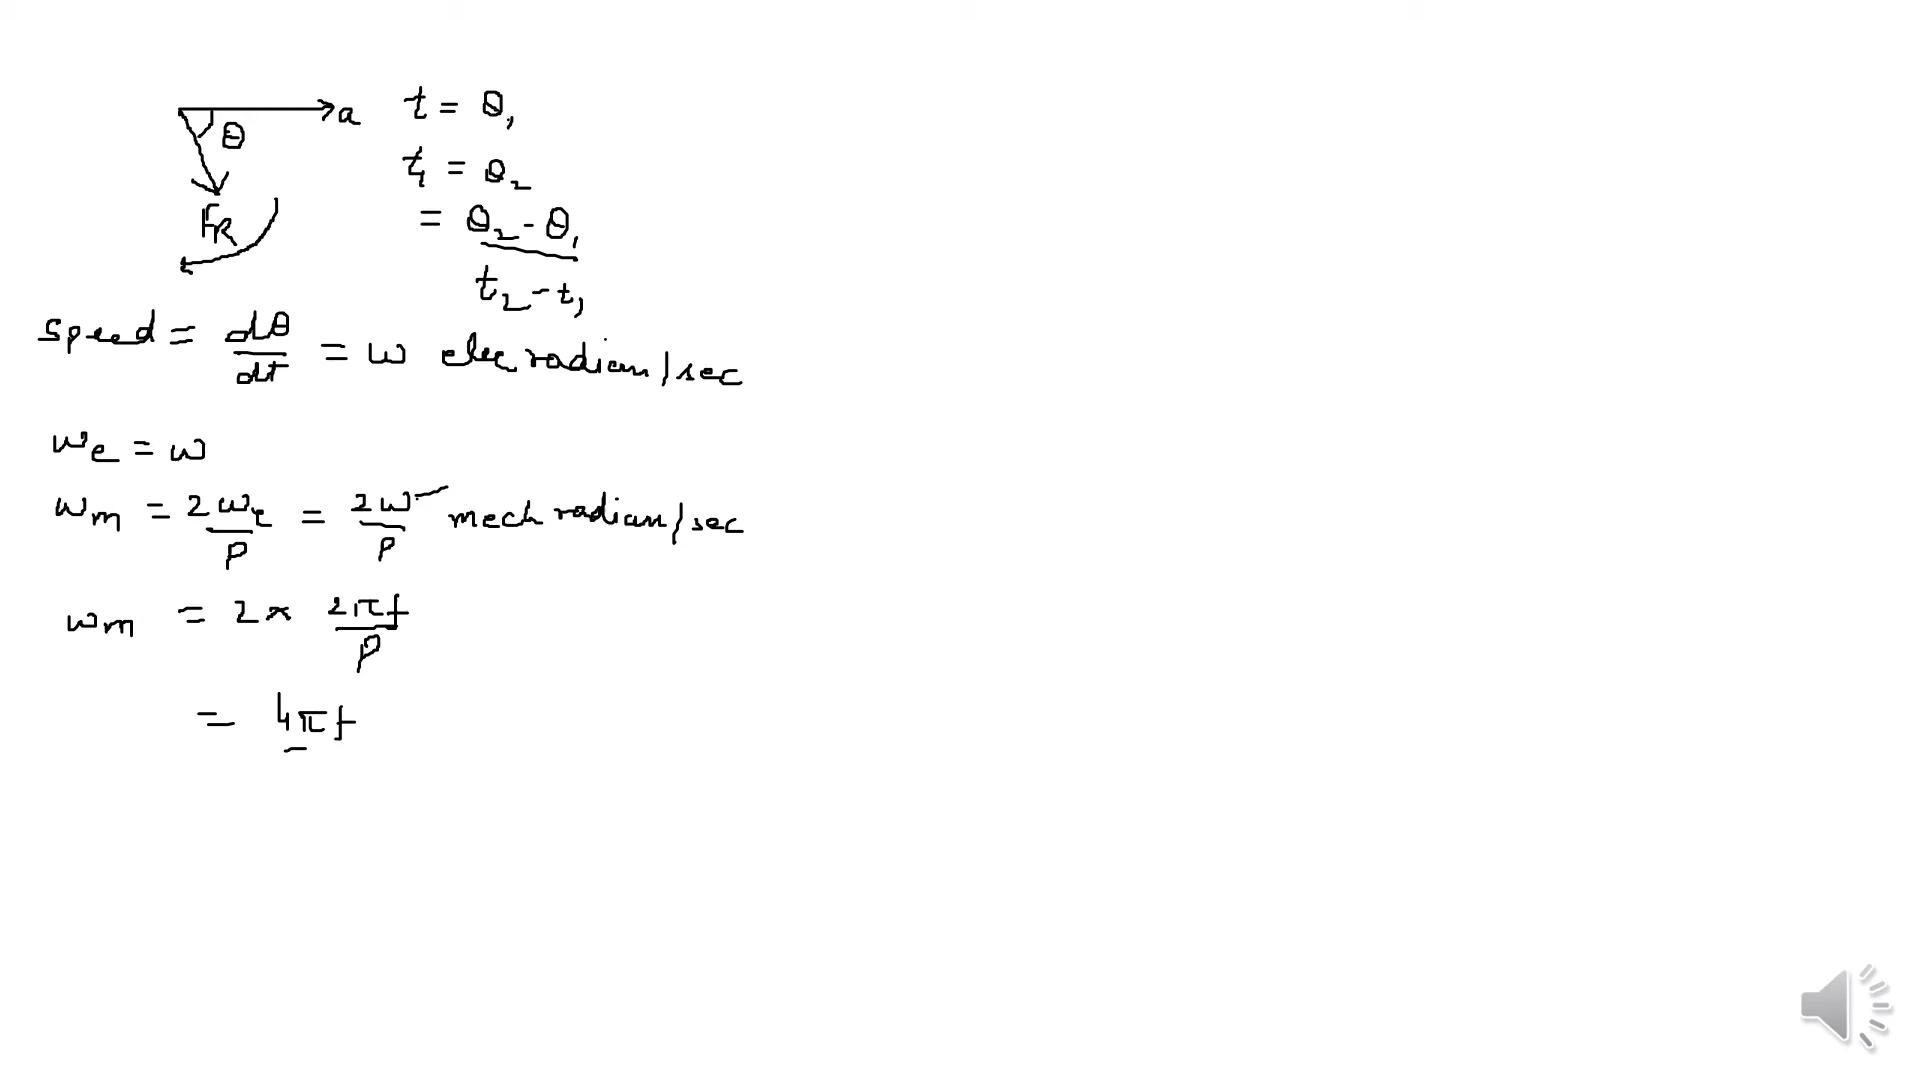 a
θ
F_R
t = θ₁
t₁ = θ₂
= θ₂ - θ₁ / t₂ - t₁
speed = dθ/dt = ω elec radian/sec
ωe = ω
ωm = 2ωe/P = 2ω/P mech radian/sec
ωm = 2 × 2πf/P
= 4πf